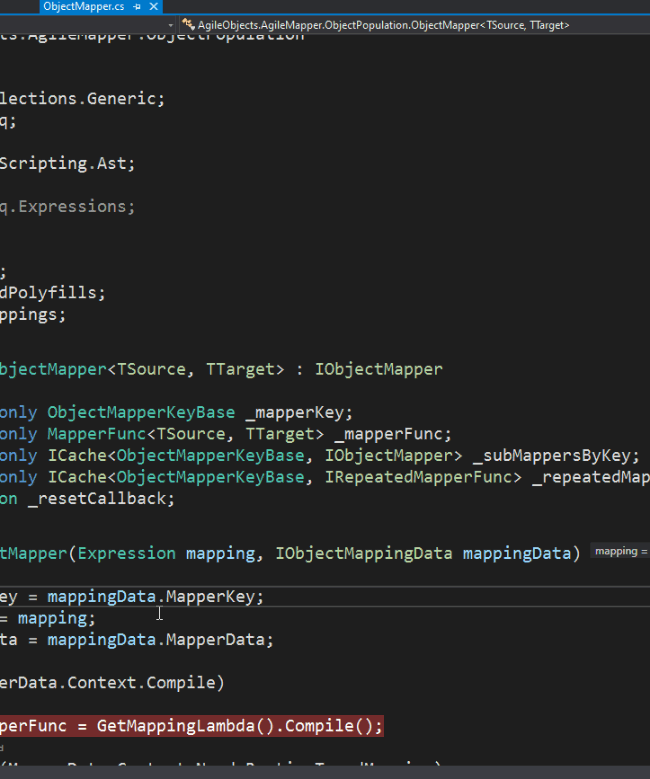 ObjectMapper.cs
AgileObjects.AgileMapper.ObjectPopulation.ObjectMapper<TSource, TTarget>
ts.AgileMapper.ObjectPopulation
lections.Generic;
q;
Scripting.Ast;
q.Expressions;
;
dPolyfills;
ppings;
bjectMapper<TSource, TTarget> : IObjectMapper
only ObjectMapperKeyBase _mapperKey;
only MapperFunc<TSource, TTarget> _mapperFunc;
only ICache<ObjectMapperKeyBase, IObjectMapper> _subMappersByKey;
only ICache<ObjectMapperKeyBase, IRepeatedMapperFunc> _repeatedMap
on _resetCallback;
tMapper(Expression mapping, IObjectMappingData mappingData) mapping =
ey = mappingData.MapperKey;
= mapping;
ta = mappingData.MapperData;
erData.Context.Compile)
perFunc = GetMappingLambda().Compile();
d